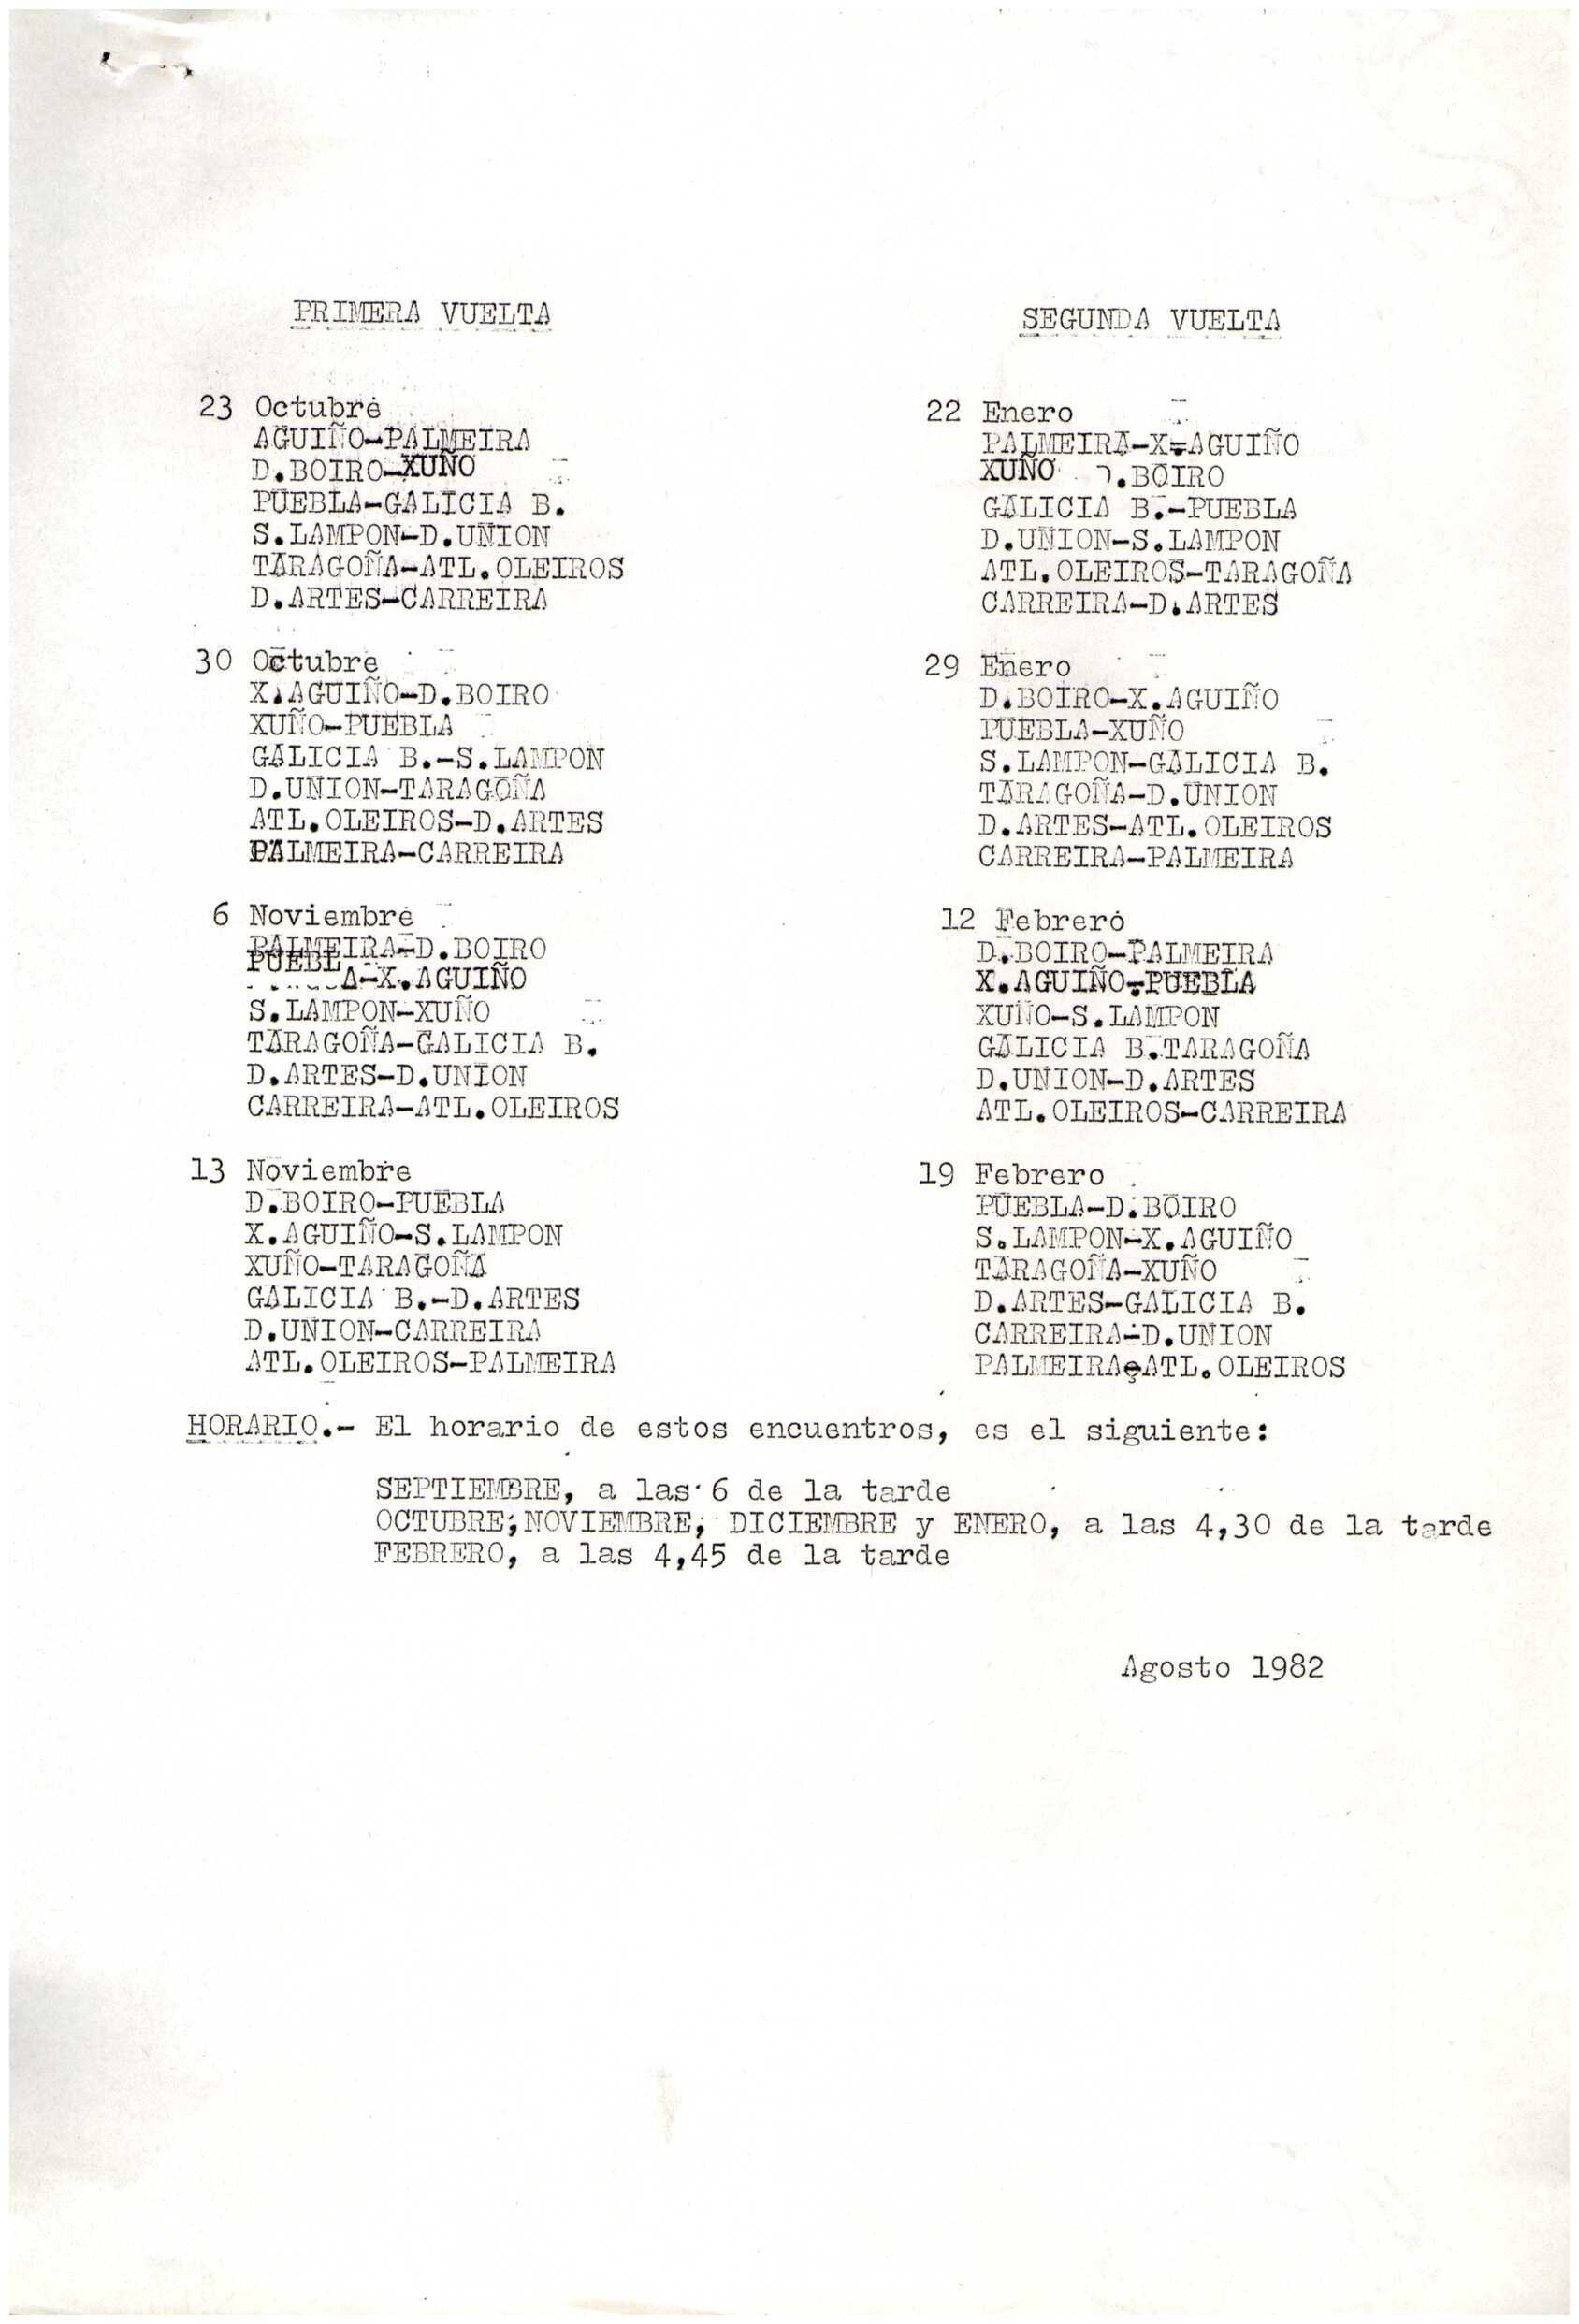 PRIMERA VUELTA
23 Octubre
AGUIÑO-PALMEIRA
D.BOIRO-XUÑO
PUEBLA-GALICIA B.
S.LAMPON-D.UNION
TARAGOÑA-ATL.OLEIROS
D.ARTES-CARREIRA
30 Octubre
X.AGUIÑO-D.BOIRO
XUÑO-PUEBLA
GALICIA B.-S.LAMPON
D.UNION-TARAGOÑA
ATL.OLEIROS-D.ARTES
PALMEIRA-CARREIRA
6 Noviembre
PALMEIRA-D.BOIRO
PUEBLA-X.AGUIÑO
S.LAMPON-XUÑO
TARAGOÑA-GALICIA B.
D.ARTES-D.UNION
CARREIRA-ATL.OLEIROS
13 Noviembre
D.BOIRO-PUEBLA
X.AGUIÑO-S.LAMPON
XUÑO-TARAGOÑA
GALICIA B.-D.ARTES
D.UNION-CARREIRA
ATL.OLEIROS-PALMEIRA
SEGUNDA VUELTA
22 Enero
PALMEIRA-X-AGUIÑO
XUÑO D.BOIRO
GALICIA B.-PUEBLA
D.UNION-S.LAMPON
ATL.OLEIROS-TARAGOÑA
CARREIRA-D.ARTES
29 Enero
D.BOIRO-X.AGUIÑO
PUEBLA-XUÑO
S.LAMPON-GALICIA B.
TARAGOÑA-D.UNION
D.ARTES-ATL.OLEIROS
CARREIRA-PALMEIRA
12 Febrero
D.BOIRO-PALMEIRA
X.AGUIÑO-PUEBLA
XUÑO-S.LAMPON
GALICIA B.TARAGOÑA
D.UNION-D.ARTES
ATL.OLEIROS-CARREIRA
19 Febrero
PUEBLA-D.BOIRO
S.LAMPON-X.AGUIÑO
TARAGOÑA-XUÑO
D.ARTES-GALICIA B.
CARREIRA-D.UNION
PALMEIRAeATL.OLEIROS
HORARIO.- El horario de estos encuentros, es el siguiente:
SEPTIEMBRE, a las 6 de la tarde
OCTUBRE;NOVIEMBRE, DICIEMBRE y ENERO, a las 4,30 de la tarde
FEBRERO, a las 4,45 de la tarde
Agosto 1982